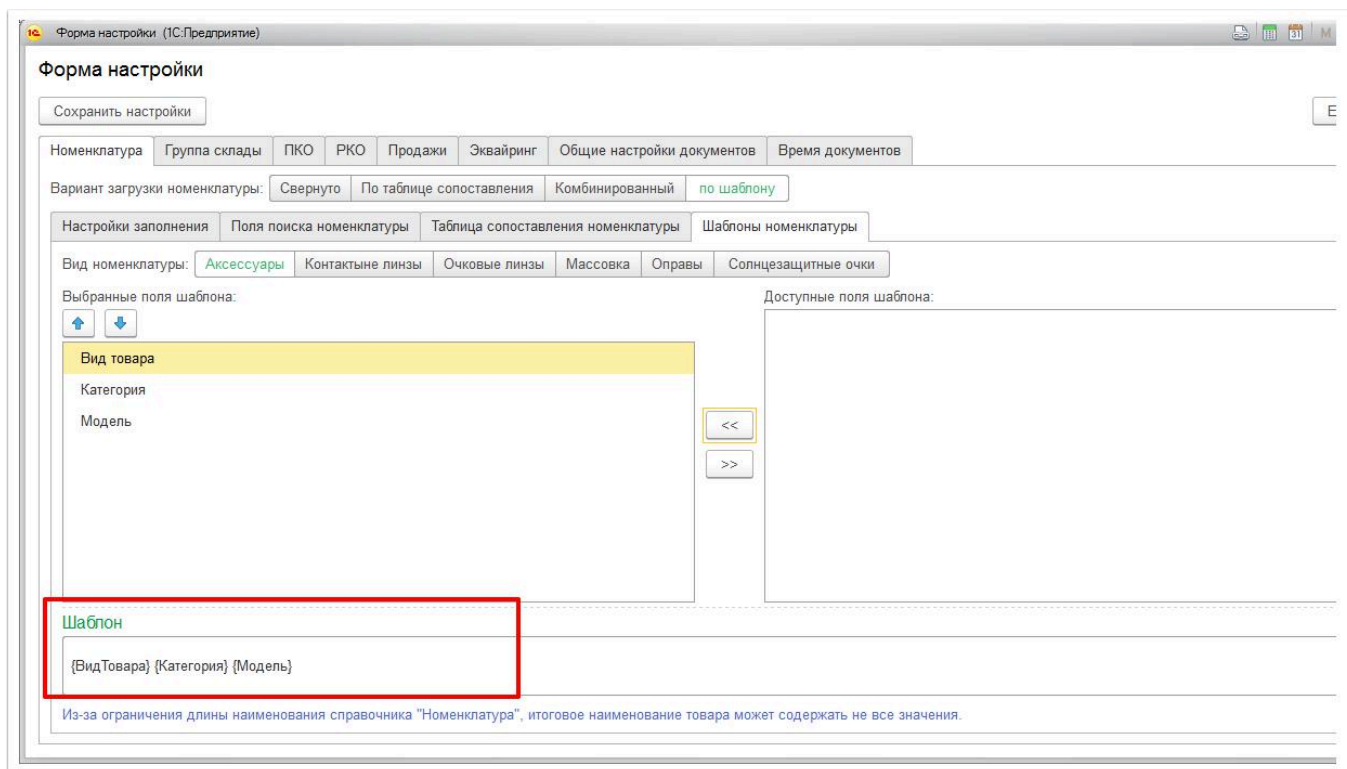 1С Форма настройки (1С:Предприятие) 31 М
Форма настройки
Сохранить настройки Е
Номенклатура Группа склады ПКО РКО Продажи Эквайринг Общие настройки документов Время документов
Вариант загрузки номенклатуры: Свернуто По таблице сопоставления Комбинированный по шаблону
Настройки заполнения Поля поиска номенклатуры Таблица сопоставления номенклатуры Шаблоны номенклатуры
Вид номенклатуры: Аксессуары Контактыне линзы Очковые линзы Массовка Оправы Солнцезащитные очки
Выбранные поля шаблона: Доступные поля шаблона:
Вид товара
Категория
Модель
<<
>>
Шаблон
{ВидТовара} {Категория} {Модель}
Из-за ограничения длины наименования справочника "Номенклатура", итоговое наименование товара может содержать не все значения.